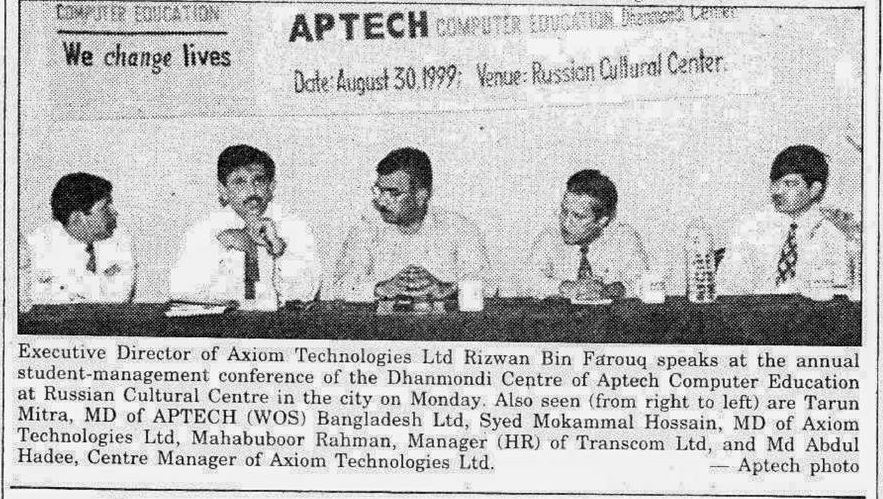 COMPUTER EDUCATION
We change lives
APTECH COMPUTER EDUCATION, Dhanmondi Center
Date: August 30, 1999; Venue: Russian Cultural Center.
Executive Director of Axiom Technologies Ltd Rizwan Bin Farouq speaks at the annual
student-management conference of the Dhanmondi Centre of Aptech Computer Education
at Russian Cultural Centre in the city on Monday. Also seen (from right to left) are Tarun
Mitra, MD of APTECH (WOS) Bangladesh Ltd, Syed Mokammal Hossain, MD of Axiom
Technologies Ltd, Mahabuboor Rahman, Manager (HR) of Transcom Ltd, and Md Abdul
Hadee, Centre Manager of Axiom Technologies Ltd. — Aptech photo